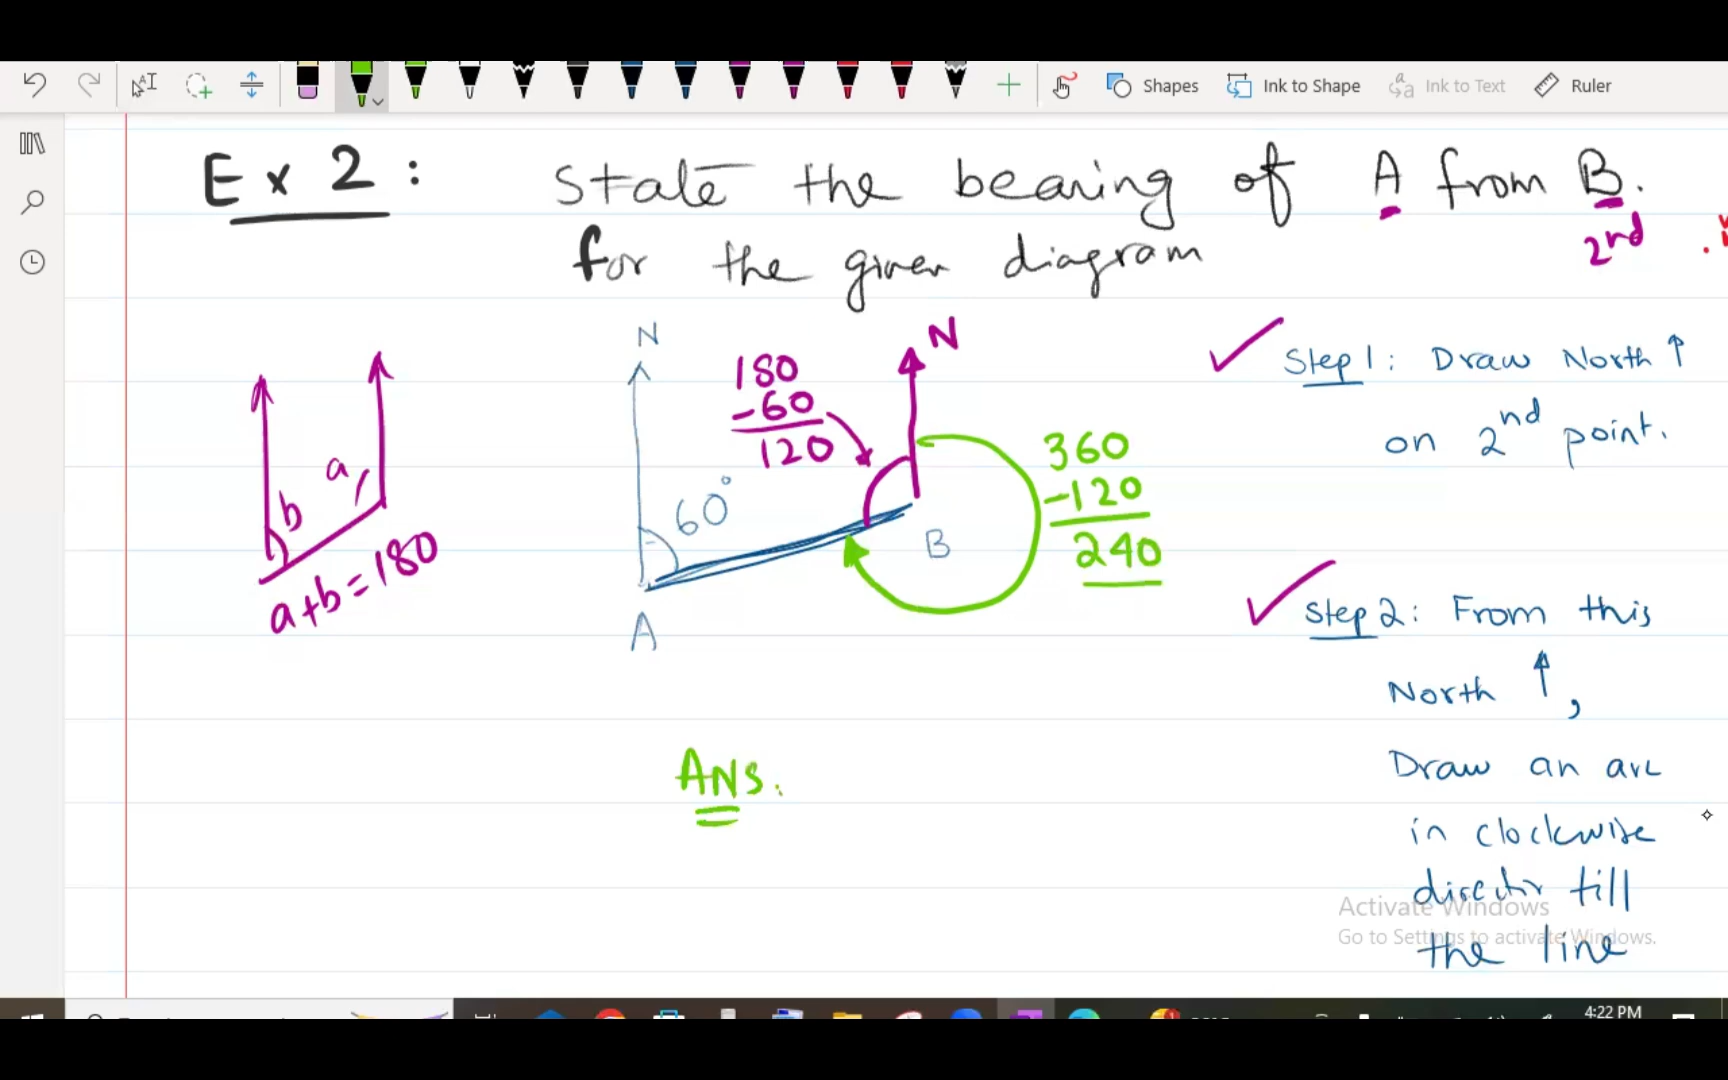 Shapes
Ink to Shape
Ink to Text
Ruler
Ex 2 :
State the bearing of A from B.
2nd
for the given diagram
N
180
-60
120
N
60°
A
B
360
-120
240
a
b
a+b=180
Step 1: Draw North ↑
on 2nd point.
Step 2: From this
North ↑,
Draw an arc
in clockwise
till
the line
Ans.
Activate Windows
Go to Settings to activate Windows.
4:22 PM